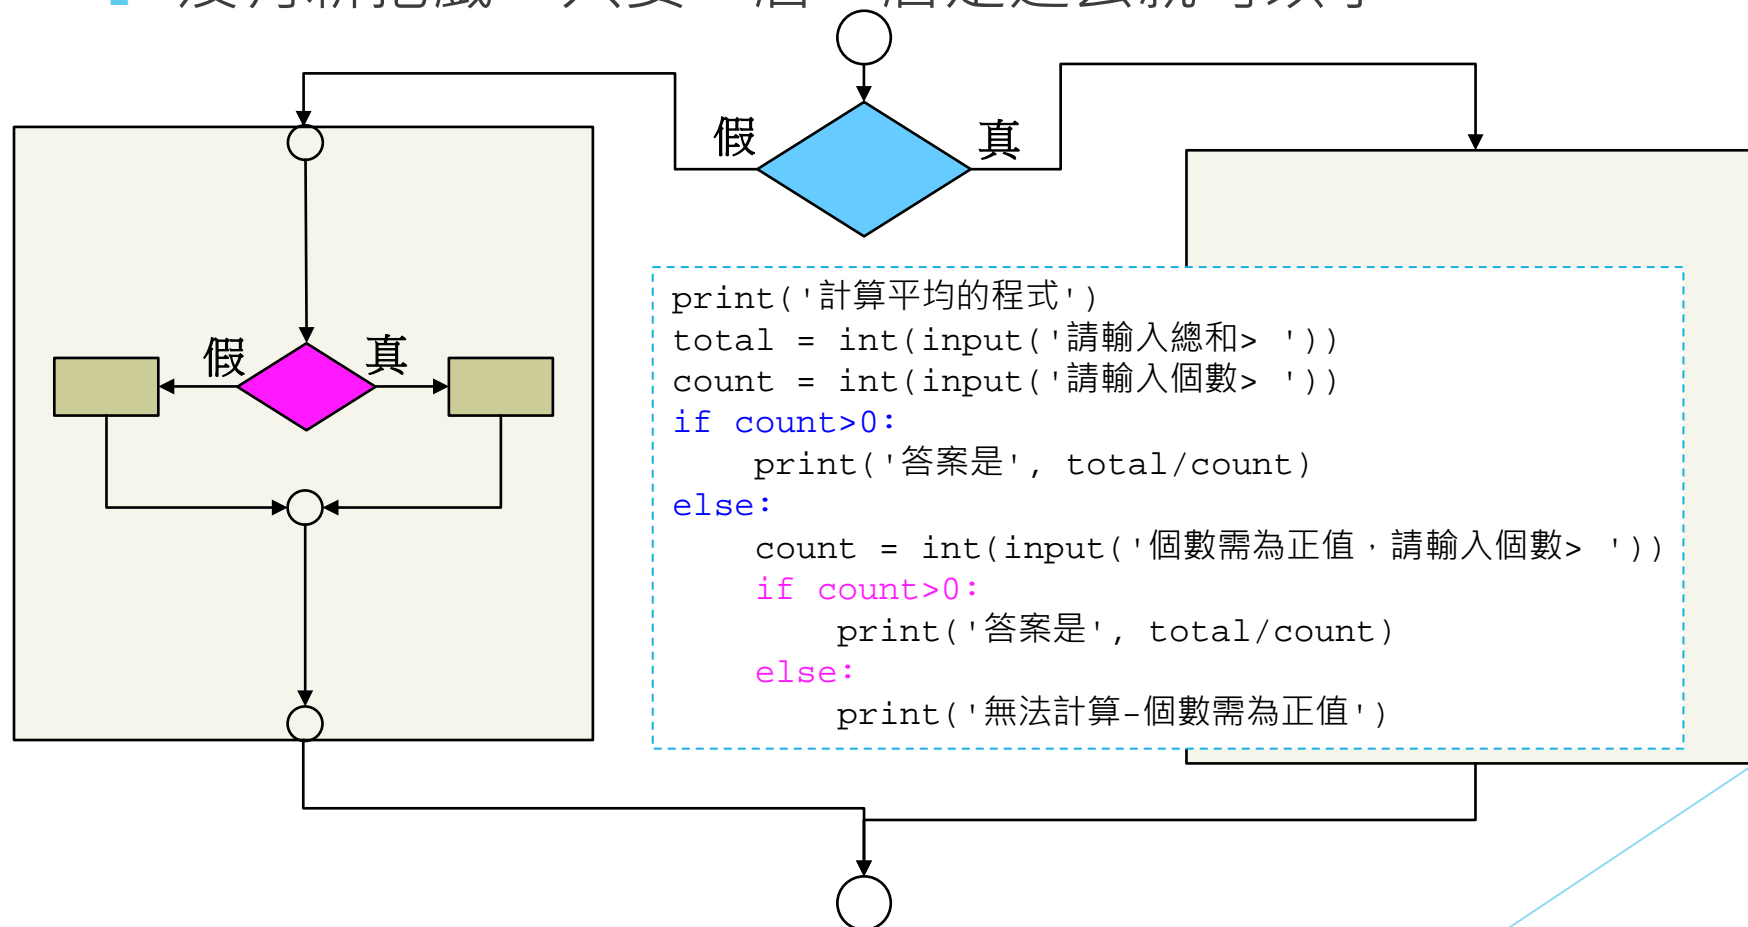 假
真
假
真
print('計算平均的程式')
total = int(input('請輸入總和> '))
count = int(input('請輸入個數> '))
if count>0:
    print('答案是', total/count)
else:
    count = int(input('個數需為正值，請輸入個數> '))
    if count>0:
        print('答案是', total/count)
    else:
        print('無法計算-個數需為正值')